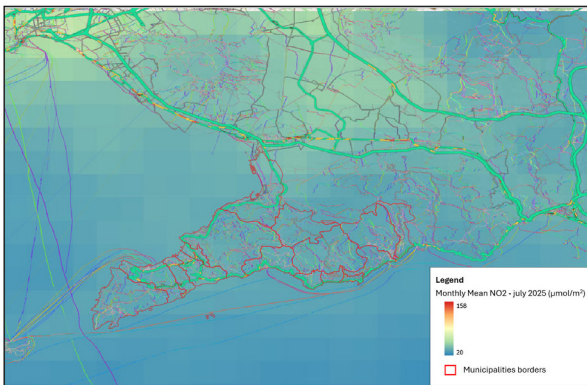 Legend
Monthly Mean NO2 - july 2025 (μmol/m²)
158
20
Municipalities borders